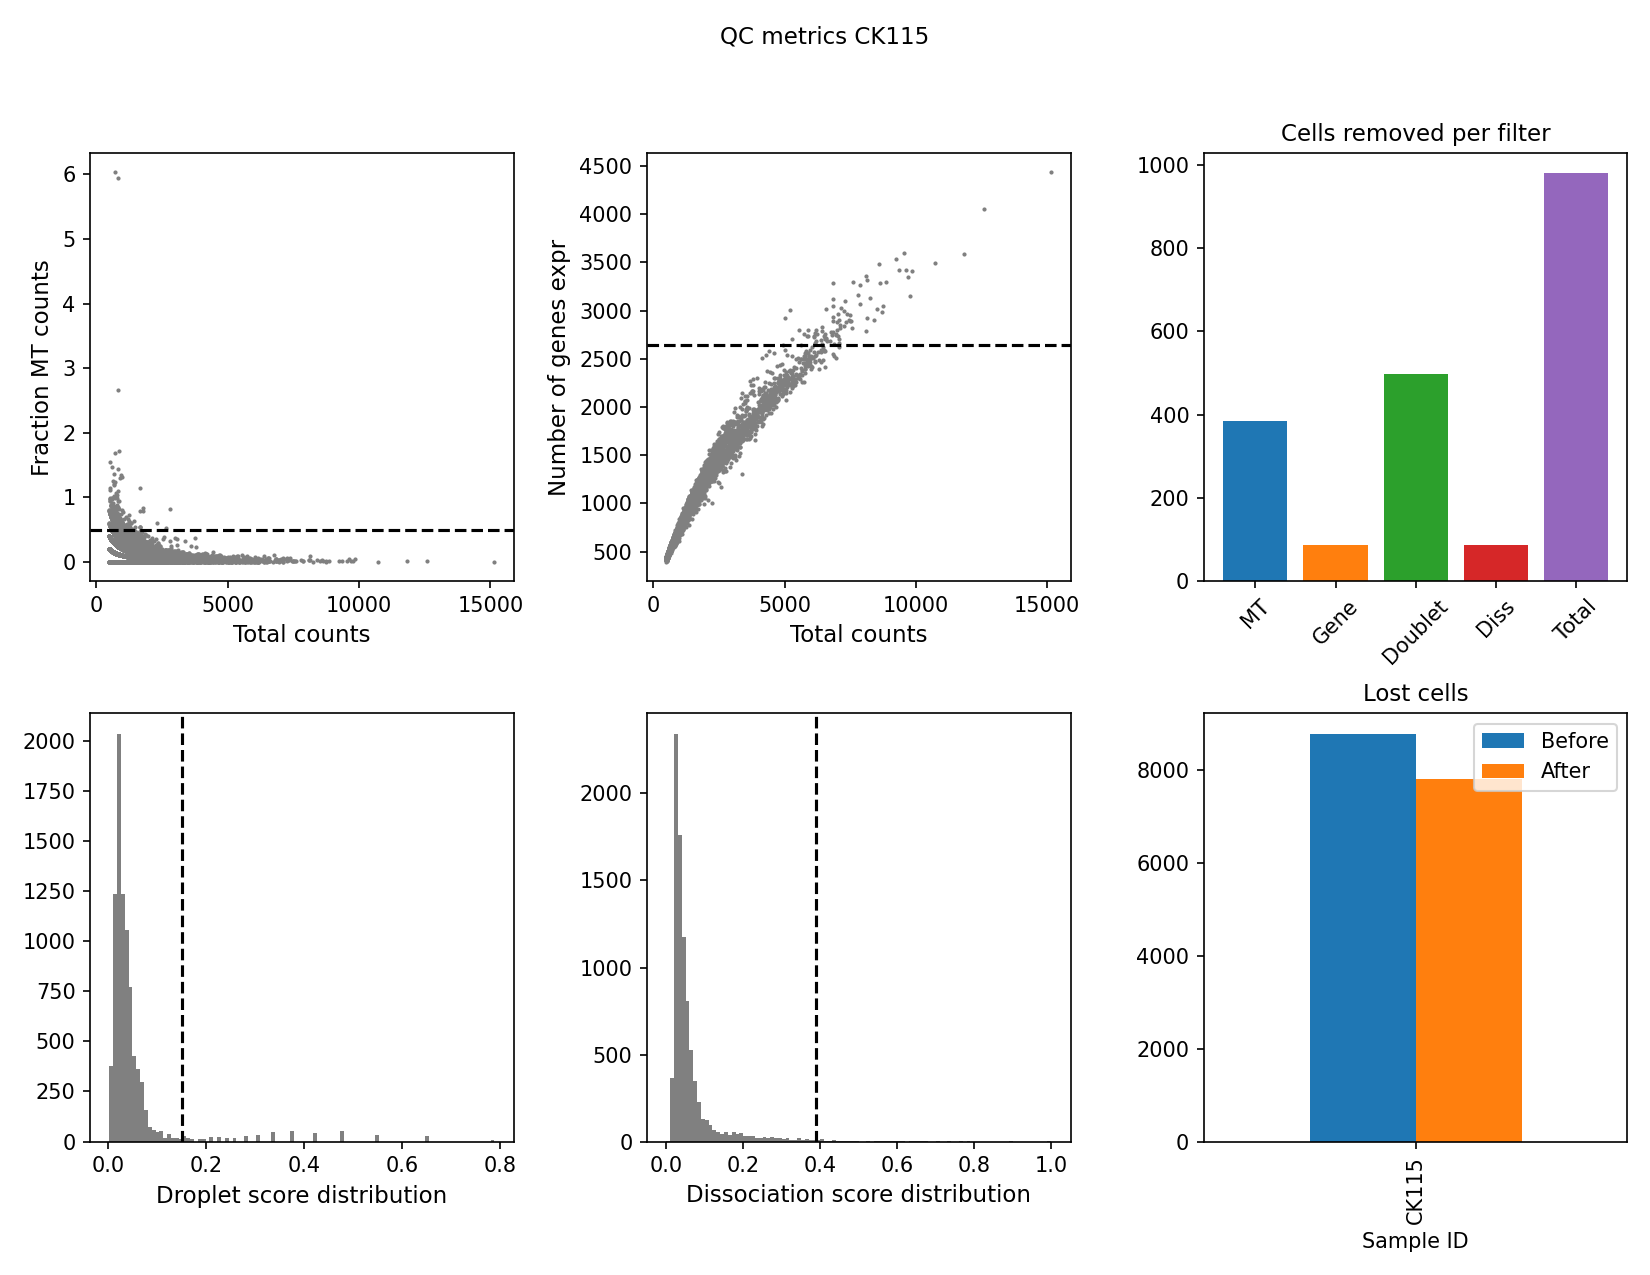 QC metrics CK115
Fraction MT counts
6
5
4
3
2
1
0
0 5000 10000 15000
Total counts
Number of genes expr
4500
4000
3500
3000
2500
2000
1500
1000
500
0 5000 10000 15000
Total counts
Cells removed per filter
1000
800
600
400
200
0
MT Gene Doublet Diss Total
2000
1750
1500
1250
1000
750
500
250
0
0.0 0.2 0.4 0.6 0.8
Droplet score distribution
2000
1500
1000
500
0
0.0 0.2 0.4 0.6 0.8 1.0
Dissociation score distribution
Lost cells
Before
After
8000
6000
4000
2000
0
CK115
Sample ID